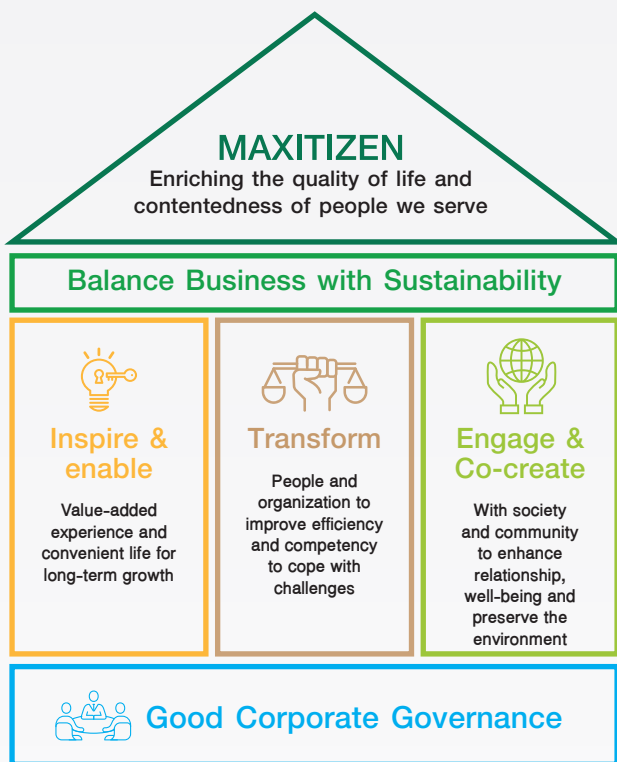 MAXITIZEN
Enriching the quality of life and
contentedness of people we serve
Balance Business with Sustainability
Inspire &
enable
Value-added
experience and
convenient life for
long-term growth
Transform
People and
organization to
improve efficiency
and competency
to cope with
challenges
Engage &
Co-create
With society
and community
to enhance
relationship,
well-being and
preserve the
environment
Good Corporate Governance